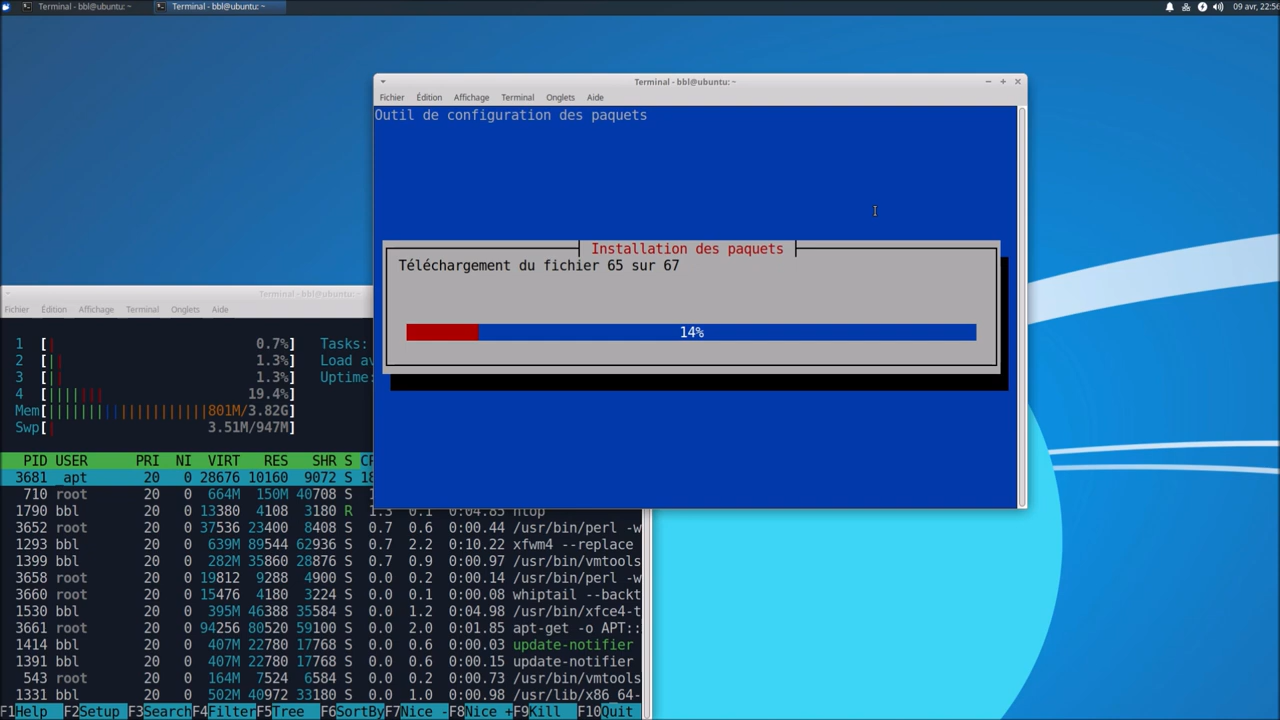 Terminal - bbl@ubuntu: ~
Terminal - bbl@ubuntu: ~
09 avr, 22:56
Terminal - bbl@ubuntu: ~
Fichier Édition Affichage Terminal Onglets Aide
Outil de configuration des paquets
Installation des paquets
Téléchargement du fichier 65 sur 67
14%
Terminal - bbl@ubuntu: ~
Fichier Édition Affichage Terminal Onglets Aide
1 [| 0.7%] Tasks:
2 [|| 1.3%] Load av
3 [|| 1.3%] Uptime:
4 [||||||| 19.4%]
Mem[||||||||||||||||||||801M/3.82G]
Swp[| 3.51M/947M]
PID USER PRI NI VIRT RES SHR S
3681 _apt 20 0 28676 10160 9072 S 18
710 root 20 0 664M 150M 40708 S
1790 bbl 20 0 13380 4108 3180 R 1.3 0.1 0:04.85 htop
3652 root 20 0 37536 23400 8408 S 0.7 0.6 0:00.44 /usr/bin/perl -w
1293 bbl 20 0 639M 89544 62936 S 0.7 2.2 0:10.22 xfwm4 --replace
1399 bbl 20 0 282M 35860 28876 S 0.7 0.9 0:00.97 /usr/bin/vmtools
3658 root 20 0 19812 9288 4900 S 0.0 0.2 0:00.14 /usr/bin/perl -w
3660 root 20 0 15476 4180 3224 S 0.0 0.1 0:00.08 whiptail --backt
1530 bbl 20 0 395M 46388 35584 S 0.0 1.2 0:04.98 /usr/bin/xfce4-t
3661 root 20 0 94256 80520 59100 S 0.0 2.0 0:01.85 apt-get -o APT::
1414 bbl 20 0 407M 22780 17768 S 0.0 0.6 0:00.03 update-notifier
1391 bbl 20 0 407M 22780 17768 S 0.0 0.6 0:00.15 update-notifier
543 root 20 0 164M 7524 6584 S 0.0 0.2 0:00.73 /usr/bin/vmtools
1331 bbl 20 0 502M 40972 33180 S 0.0 1.0 0:00.98 /usr/lib/x86_64-
F1Help F2Setup F3Search F4Filter F5Tree F6SortBy F7Nice - F8Nice + F9Kill F10Quit